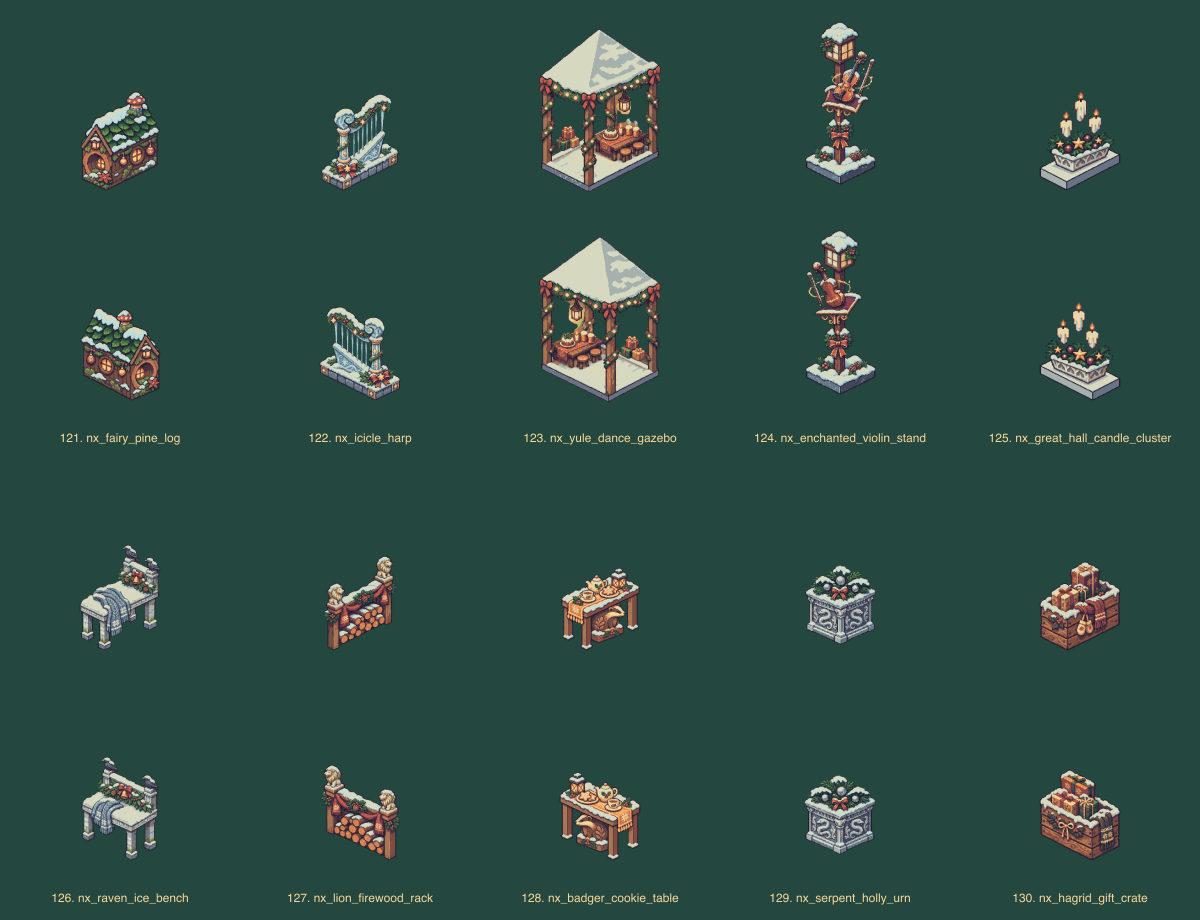 121. nx_fairy_pine_log
122. nx_icicle_harp
123. nx_yule_dance_gazebo
124. nx_enchanted_violin_stand
125. nx_great_hall_candle_cluster
126. nx_raven_ice_bench
127. nx_lion_firewood_rack
128. nx_badger_cookie_table
129. nx_serpent_holly_urn
130. nx_hagrid_gift_crate